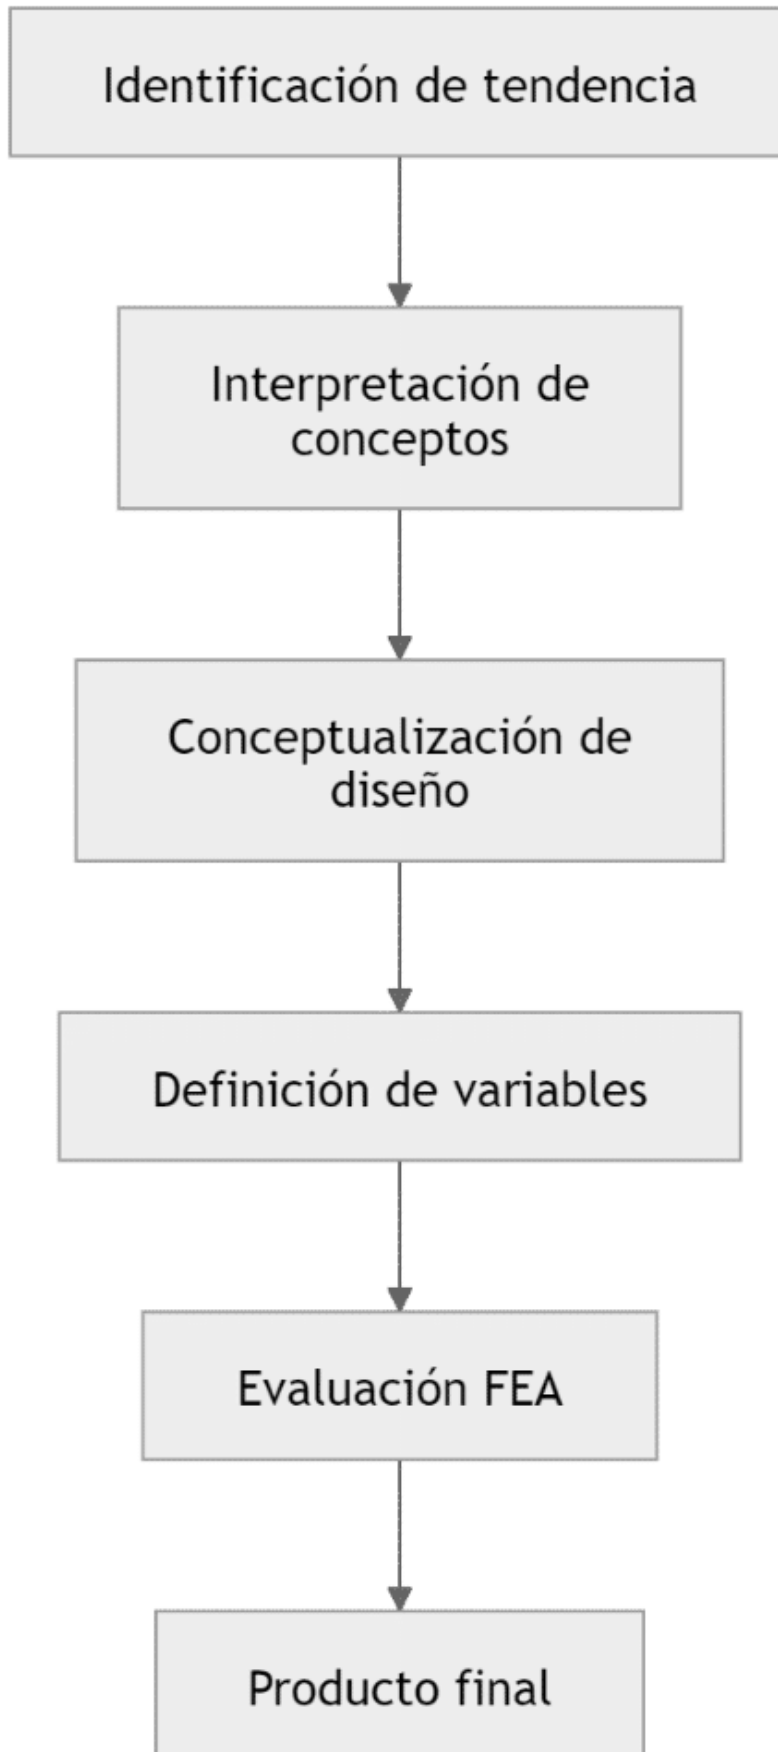 Identificación de tendencia
Interpretación de
conceptos
Conceptualización de
diseño
Definición de variables
Evaluación FEA
Producto final